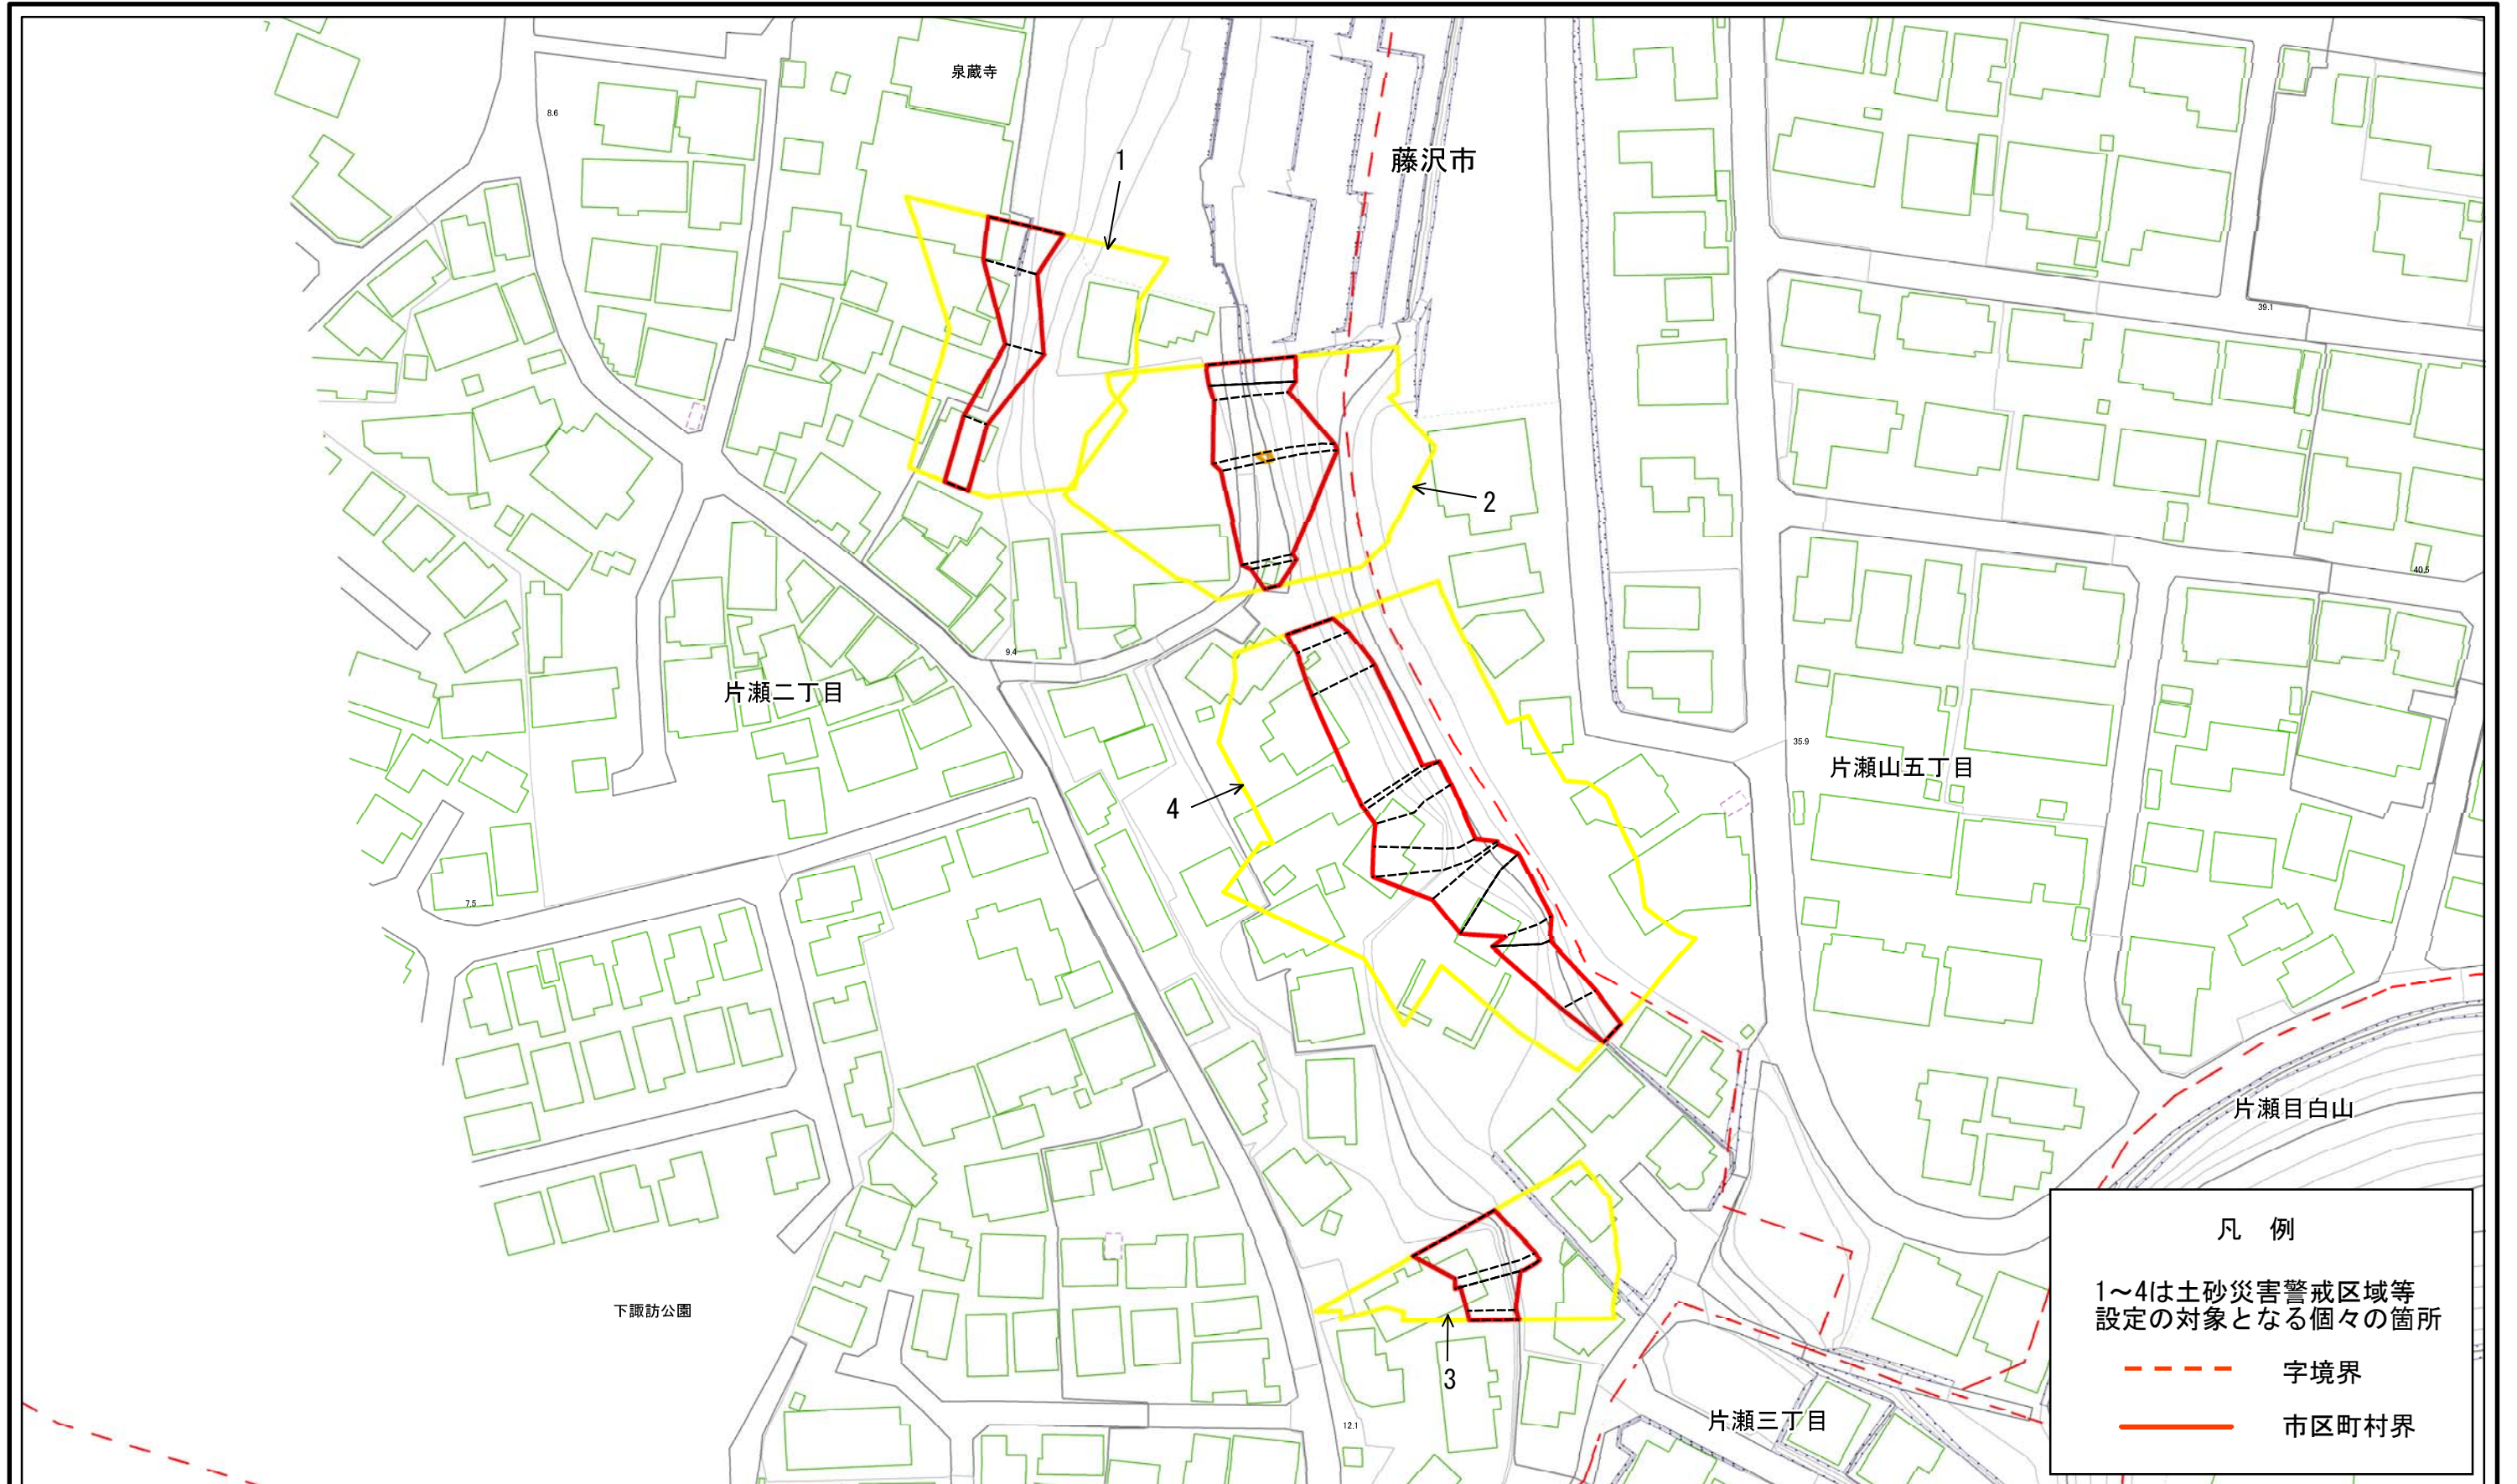 泉蔵寺
8.6
1
藤沢市
39.1
2
40.5
9.4
片瀬二丁目
35.9
片瀬山五丁目
4
7.5
片瀬目白山
下諏訪公園
3
12.1
片瀬三丁目
凡 例
1～4は土砂災害警戒区域等
設定の対象となる個々の箇所
字境界
市区町村界